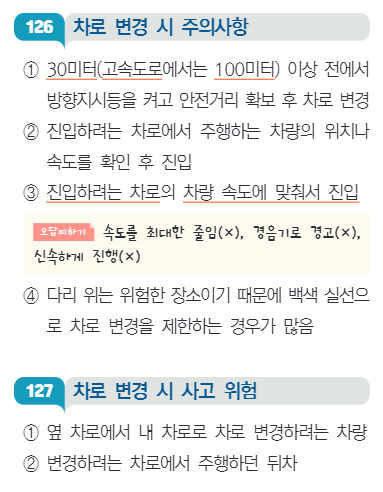 126 차로 변경 시 주의사항
① 30미터(고속도로에서는 100미터) 이상 전에서
방향지시등을 켜고 안전거리 확보 후 차로 변경
② 진입하려는 차로에서 주행하는 차량의 위치나
속도를 확인 후 진입
③ 진입하려는 차로의 차량 속도에 맞춰서 진입
오답피하기 속도를 최대한 줄임(×), 경음기로 경고(×),
신속하게 진행(×)
④ 다리 위는 위험한 장소이기 때문에 백색 실선으
로 차로 변경을 제한하는 경우가 많음
127 차로 변경 시 사고 위험
① 옆 차로에서 내 차로로 차로 변경하려는 차량
② 변경하려는 차로에서 주행하던 뒤차